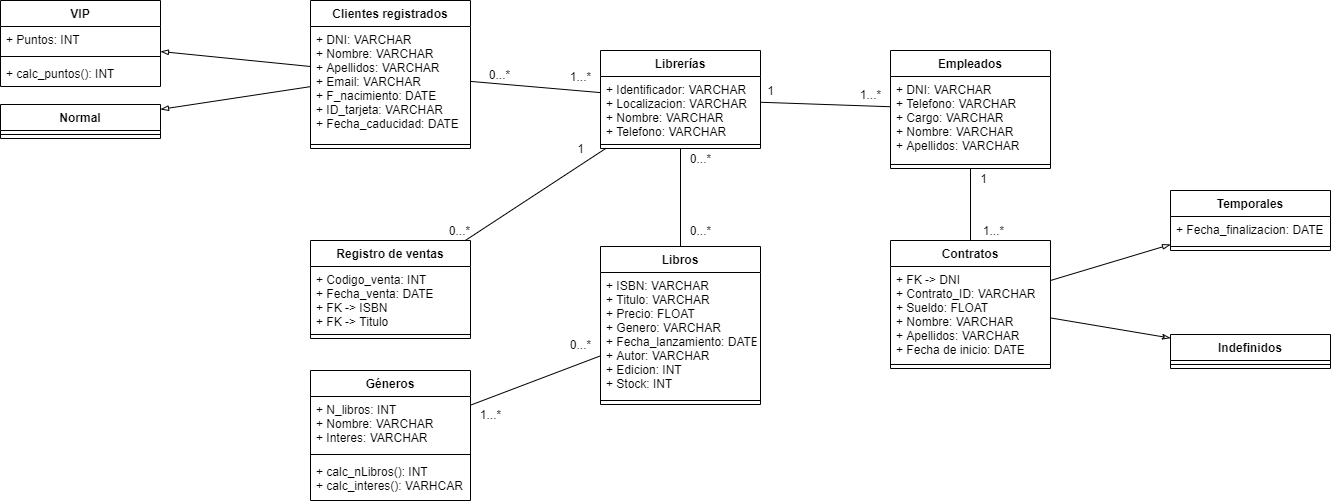 VIP
+ Puntos: INT
+ calc_puntos(): INT
Normal
Clientes registrados
+ DNI: VARCHAR
+ Nombre: VARCHAR
+ Apellidos: VARCHAR
+ Email: VARCHAR
+ F_nacimiento: DATE
+ ID_tarjeta: VARCHAR
+ Fecha_caducidad: DATE
0...*
1...*
Librerías
+ Identificador: VARCHAR
+ Localizacion: VARCHAR
+ Nombre: VARCHAR
+ Telefono: VARCHAR
1
1...*
Empleados
+ DNI: VARCHAR
+ Telefono: VARCHAR
+ Cargo: VARCHAR
+ Nombre: VARCHAR
+ Apellidos: VARCHAR
1
0...*
0...*
0...*
1
1...*
Registro de ventas
+ Codigo_venta: INT
+ Fecha_venta: DATE
+ FK -> ISBN
+ FK -> Titulo
Libros
+ ISBN: VARCHAR
+ Titulo: VARCHAR
+ Precio: FLOAT
+ Genero: VARCHAR
+ Fecha_lanzamiento: DATE
+ Autor: VARCHAR
+ Edicion: INT
+ Stock: INT
Contratos
+ FK -> DNI
+ Contrato_ID: VARCHAR
+ Sueldo: FLOAT
+ Nombre: VARCHAR
+ Apellidos: VARCHAR
+ Fecha de inicio: DATE
Temporales
+ Fecha_finalizacion: DATE
Indefinidos
0...*
1...*
Géneros
+ N_libros: INT
+ Nombre: VARCHAR
+ Interes: VARCHAR
+ calc_nLibros(): INT
+ calc_interes(): VARHCAR